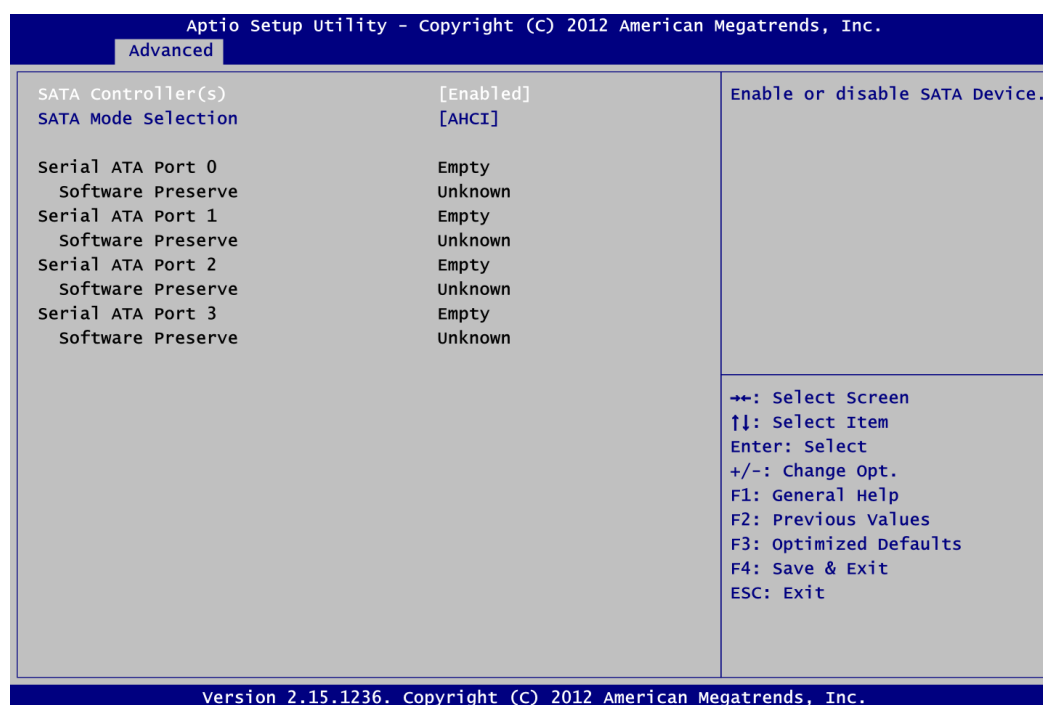 Aptio Setup Utility – Copyright (C) 2012 American Megatrends, Inc.
Advanced
SATA Controller(s) [Enabled]
SATA Mode Selection [AHCI]
Serial ATA Port 0 Empty
Software Preserve Unknown
Serial ATA Port 1 Empty
Software Preserve Unknown
Serial ATA Port 2 Empty
Software Preserve Unknown
Serial ATA Port 3 Empty
Software Preserve Unknown
Enable or disable SATA Device.
→←: Select Screen
↑↓: Select Item
Enter: Select
+/-: Change Opt.
F1: General Help
F2: Previous Values
F3: Optimized Defaults
F4: Save & Exit
ESC: Exit
Version 2.15.1236. Copyright (C) 2012 American Megatrends, Inc.